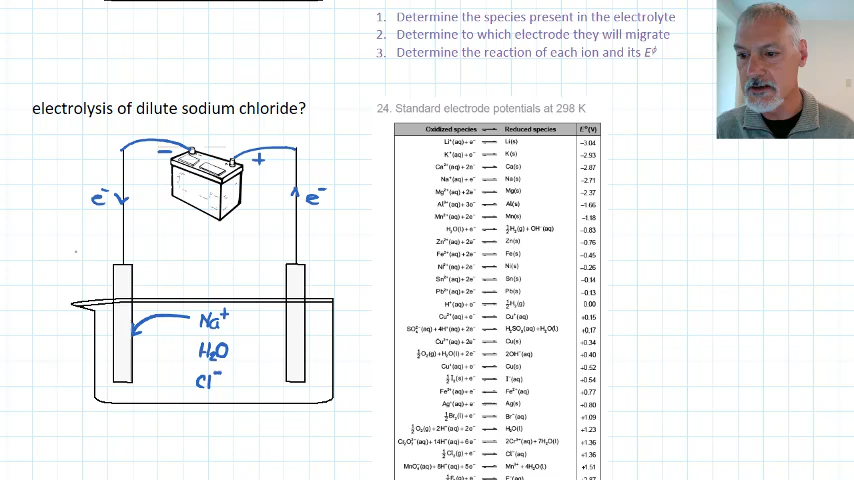 1. Determine the species present in the electrolyte
2. Determine to which electrode they will migrate
3. Determine the reaction of each ion and its E^ϕ
electrolysis of dilute sodium chloride?
24. Standard electrode potentials at 298 K
Oxidized species ⇌ Reduced species E⊖(V)
Li⁺(aq) + e⁻ ⇌ Li(s) −3.04
K⁺(aq) + e⁻ ⇌ K(s) −2.93
Ca²⁺(aq) + 2e⁻ ⇌ Ca(s) −2.87
Na⁺(aq) + e⁻ ⇌ Na(s) −2.71
Mg²⁺(aq) + 2e⁻ ⇌ Mg(s) −2.37
Al³⁺(aq) + 3e⁻ ⇌ Al(s) −1.66
Mn²⁺(aq) + 2e⁻ ⇌ Mn(s) −1.18
H₂O(l) + e⁻ ⇌ ½H₂(g) + OH⁻(aq) −0.83
Zn²⁺(aq) + 2e⁻ ⇌ Zn(s) −0.76
Fe²⁺(aq) + 2e⁻ ⇌ Fe(s) −0.45
Ni²⁺(aq) + 2e⁻ ⇌ Ni(s) −0.26
Sn²⁺(aq) + 2e⁻ ⇌ Sn(s) −0.14
Pb²⁺(aq) + 2e⁻ ⇌ Pb(s) −0.13
H⁺(aq) + e⁻ ⇌ ½H₂(g) 0.00
Cu²⁺(aq) + e⁻ ⇌ Cu⁺(aq) +0.15
SO₄²⁻(aq) + 4H⁺(aq) + 2e⁻ ⇌ H₂SO₃(aq) + H₂O(l) +0.17
Cu²⁺(aq) + 2e⁻ ⇌ Cu(s) +0.34
½O₂(g) + H₂O(l) + 2e⁻ ⇌ 2OH⁻(aq) +0.40
Cu⁺(aq) + e⁻ ⇌ Cu(s) +0.52
½I₂(s) + e⁻ ⇌ I⁻(aq) +0.54
Fe³⁺(aq) + e⁻ ⇌ Fe²⁺(aq) +0.77
Ag⁺(aq) + e⁻ ⇌ Ag(s) +0.80
½Br₂(l) + e⁻ ⇌ Br⁻(aq) +1.09
½O₂(g) + 2H⁺(aq) + 2e⁻ ⇌ H₂O(l) +1.23
Cr₂O₇²⁻(aq) + 14H⁺(aq) + 6e⁻ ⇌ 2Cr³⁺(aq) + 7H₂O(l) +1.36
½Cl₂(g) + e⁻ ⇌ Cl⁻(aq) +1.36
MnO₄⁻(aq) + 8H⁺(aq) + 5e⁻ ⇌ Mn²⁺ + 4H₂O(l) +1.51
½F₂(g) + e⁻ ⇌ F⁻(aq) +2.87
− +
e⁻ e⁻
Na⁺
H₂O
Cl⁻